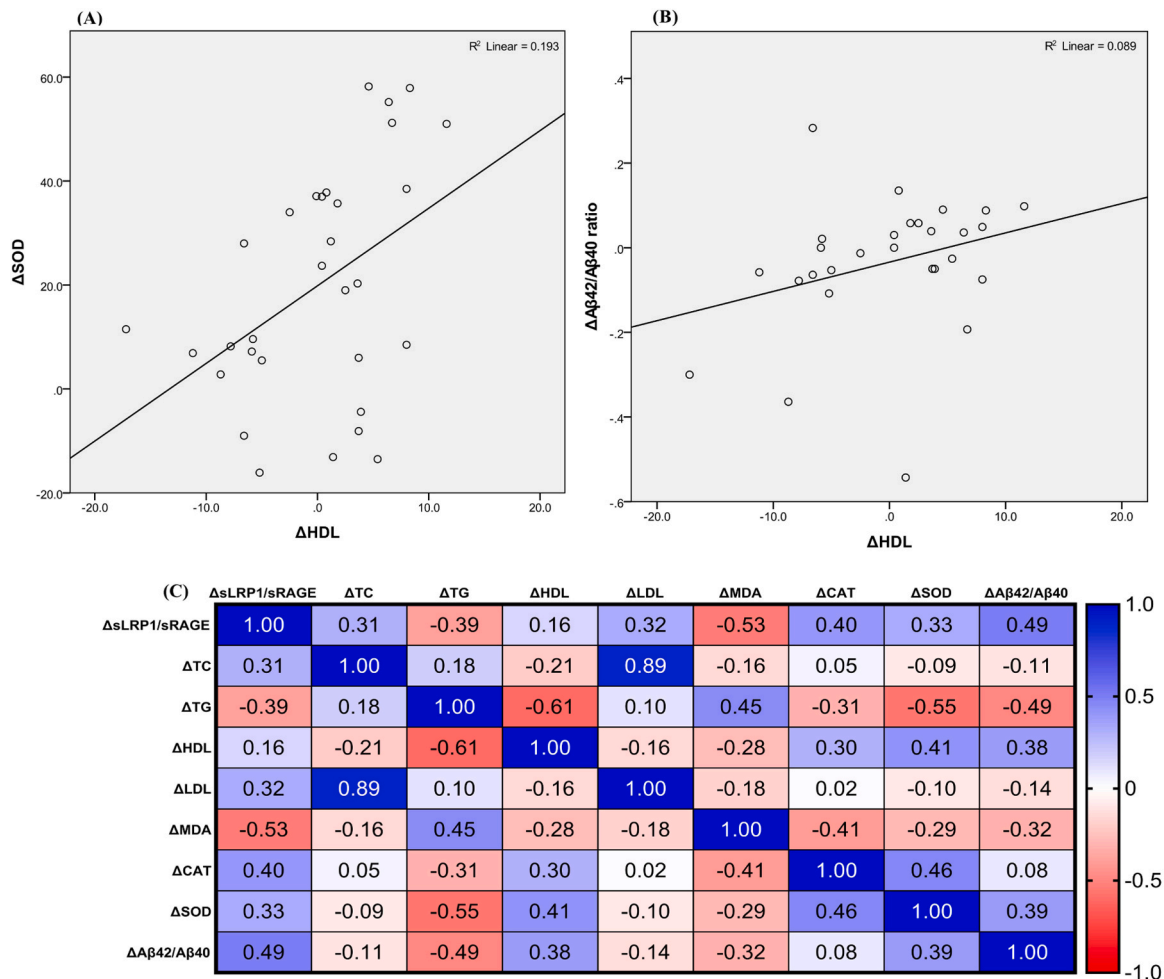 (A)
R² Linear = 0.193
60.0
40.0
20.0
.0
-20.0
-20.0 -10.0 .0 10.0 20.0
ΔSOD
ΔHDL
(B)
R² Linear = 0.089
.4
.2
.0
-.2
-.4
-.6
-20.0 -10.0 .0 10.0 20.0
ΔAβ42/Aβ40 ratio
ΔHDL
(C)
ΔsLRP1/sRAGE ΔTC ΔTG ΔHDL ΔLDL ΔMDA ΔCAT ΔSOD ΔAβ42/Aβ40
ΔsLRP1/sRAGE 1.00 0.31 -0.39 0.16 0.32 -0.53 0.40 0.33 0.49
ΔTC 0.31 1.00 0.18 -0.21 0.89 -0.16 0.05 -0.09 -0.11
ΔTG -0.39 0.18 1.00 -0.61 0.10 0.45 -0.31 -0.55 -0.49
ΔHDL 0.16 -0.21 -0.61 1.00 -0.16 -0.28 0.30 0.41 0.38
ΔLDL 0.32 0.89 0.10 -0.16 1.00 -0.18 0.02 -0.10 -0.14
ΔMDA -0.53 -0.16 0.45 -0.28 -0.18 1.00 -0.41 -0.29 -0.32
ΔCAT 0.40 0.05 -0.31 0.30 0.02 -0.41 1.00 0.46 0.08
ΔSOD 0.33 -0.09 -0.55 0.41 -0.10 -0.29 0.46 1.00 0.39
ΔAβ42/Aβ40 0.49 -0.11 -0.49 0.38 -0.14 -0.32 0.08 0.39 1.00
1.0
0.5
0
-0.5
-1.0